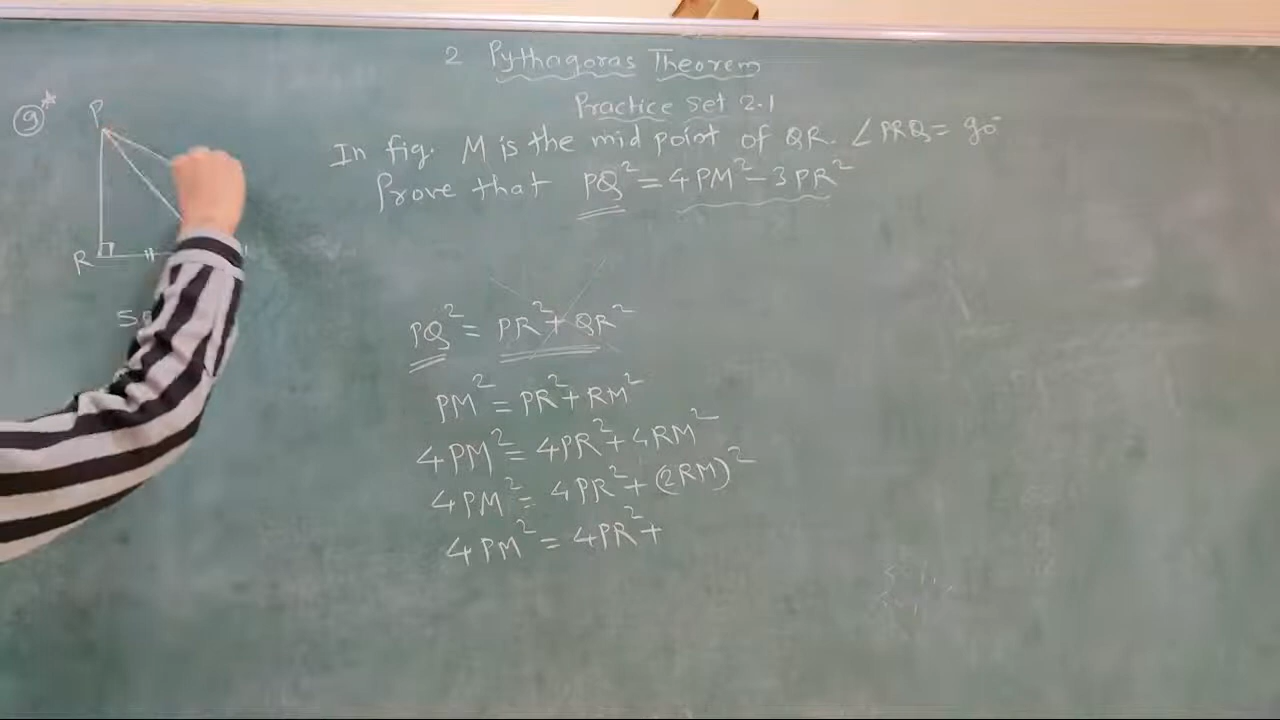 2 Pythagoras Theorem
Practice Set 2.1
9*
In fig. M is the mid point of QR. ∠PRQ = 90°
Prove that PQ² = 4PM² - 3PR²
P
R
PQ² = PR² + QR²
PM² = PR² + RM²
4PM² = 4PR² + 4RM²
4PM² = 4PR² + (2RM)²
4PM² = 4PR² +